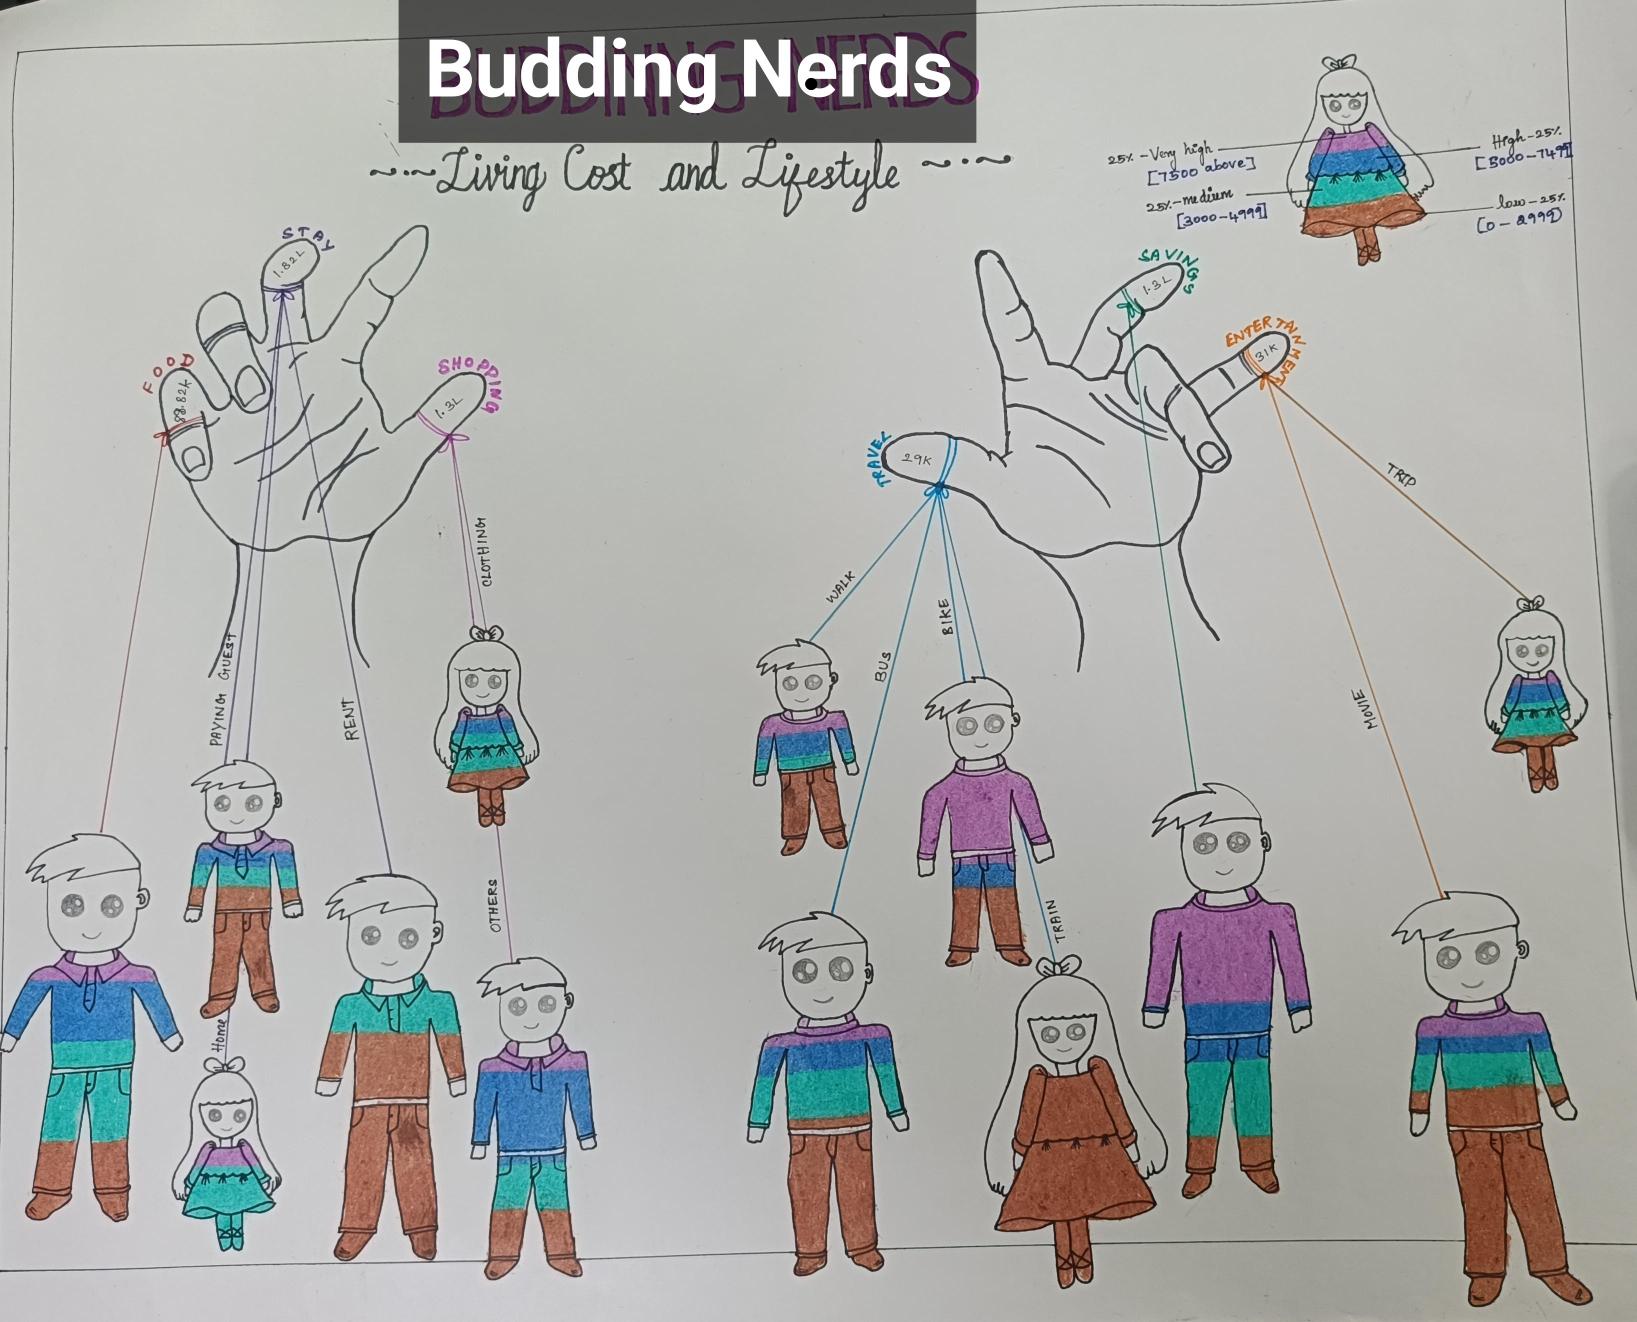 Budding Nerds
BUDDING NERDS
Living Cost and Lifestyle
25% - Very high
[7500 above]
High - 25%
[5000 - 7499]
25% - medium
[3000 - 4999]
low - 25%
[0 - 2999]
STAY
1.82L
FOOD
SHOPPING
1.3L
SAVINGS
1.3L
ENTERTAINMENT
31K
TRAVEL
29K
CLOTHING
PAYING GUEST
RENT
Home
OTHERS
WALK
BUS
BIKE
TRAIN
MOVIE
TRIP